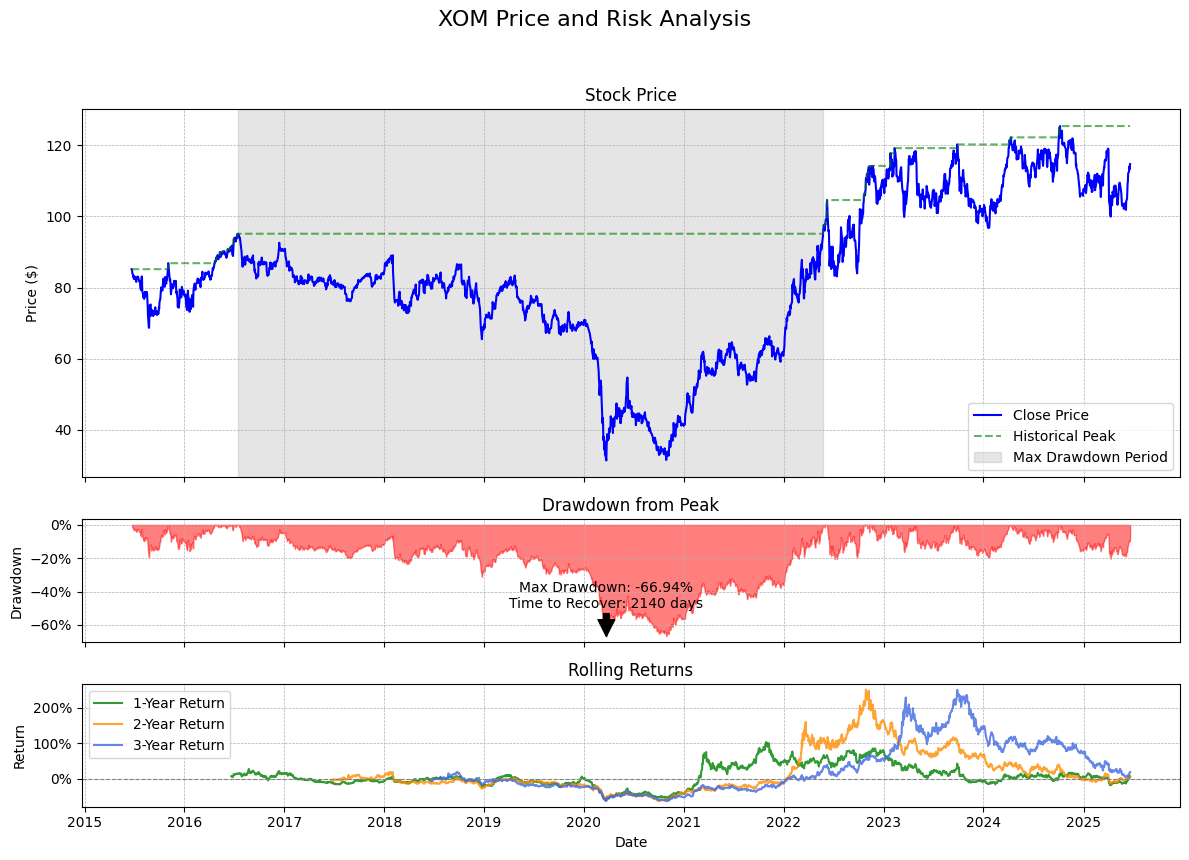 XOM Price and Risk Analysis
Stock Price
Price ($)
120
100
80
60
40
Close Price
Historical Peak
Max Drawdown Period
Drawdown from Peak
Drawdown
0%
−20%
−40%
−60%
Max Drawdown: -66.94%
Time to Recover: 2140 days
Rolling Returns
Return
200%
100%
0%
1-Year Return
2-Year Return
3-Year Return
2015 2016 2017 2018 2019 2020 2021 2022 2023 2024 2025
Date